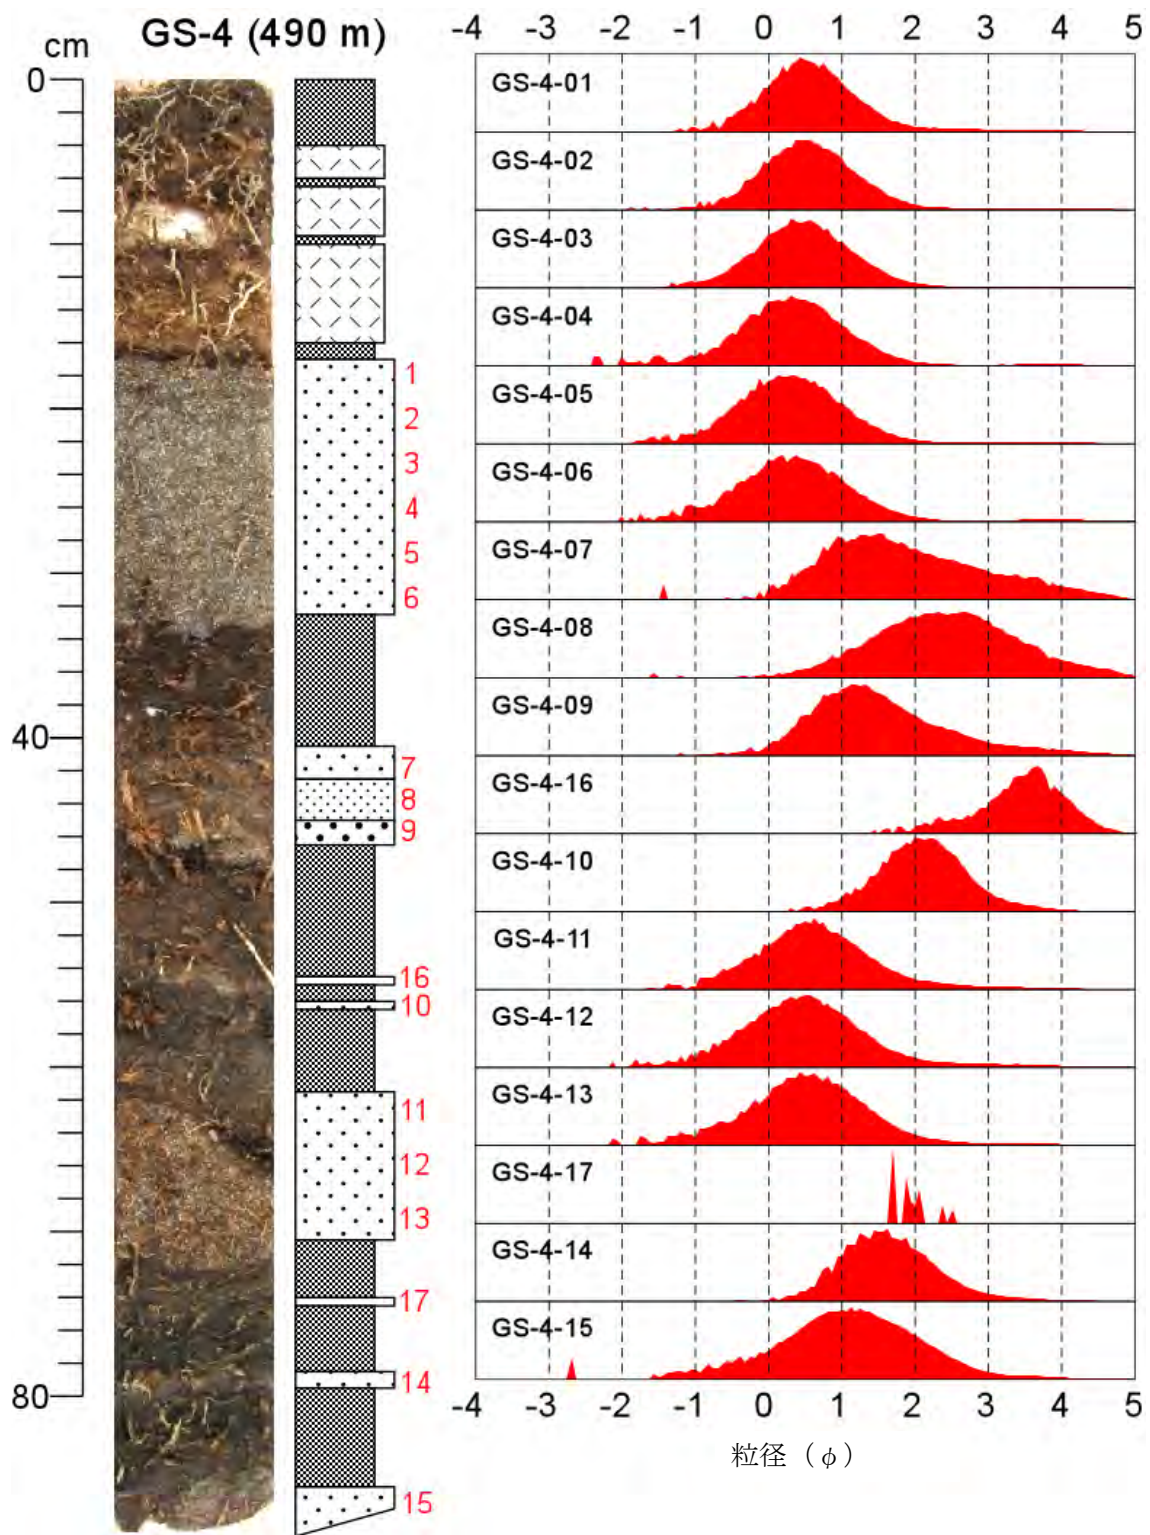 GS-4 (490 m)
cm
-4 -3 -2 -1 0 1 2 3 4 5
0
40
80
1
2
3
4
5
6
7
8
9
16
10
11
12
13
17
14
15
GS-4-01
GS-4-02
GS-4-03
GS-4-04
GS-4-05
GS-4-06
GS-4-07
GS-4-08
GS-4-09
GS-4-16
GS-4-10
GS-4-11
GS-4-12
GS-4-13
GS-4-17
GS-4-14
GS-4-15
-4 -3 -2 -1 0 1 2 3 4 5
粒径（φ）